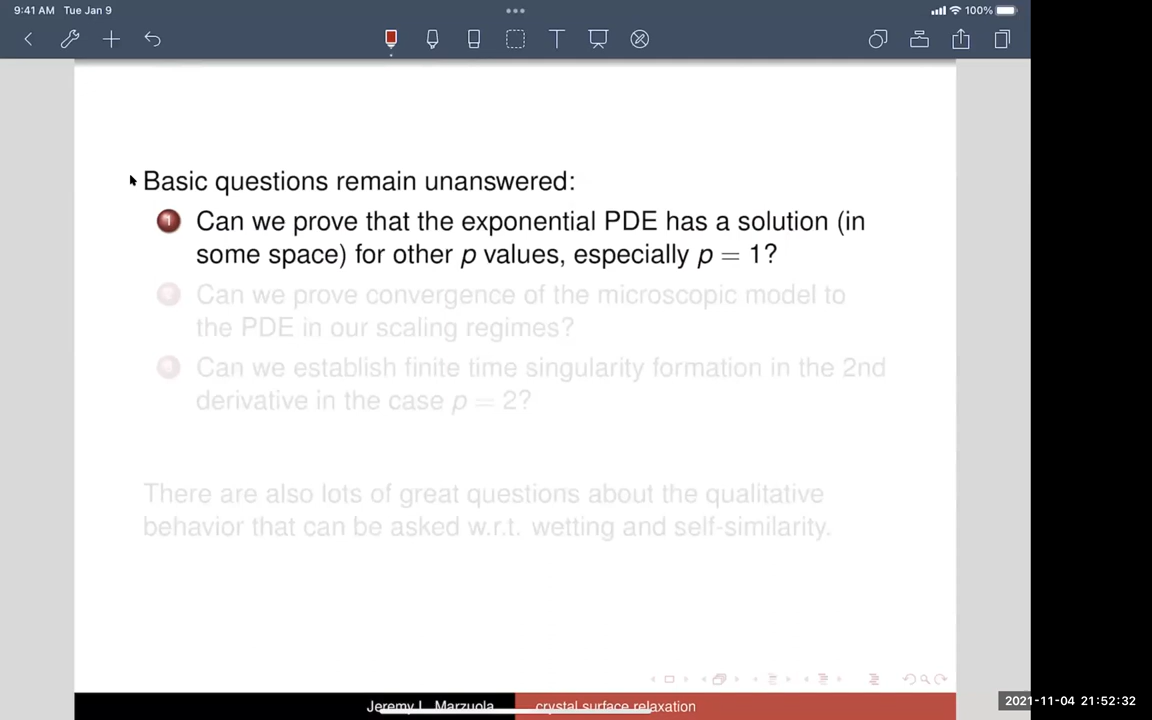 9:41 AM Tue Jan 9
100%
Basic questions remain unanswered:
1 Can we prove that the exponential PDE has a solution (in
some space) for other p values, especially p = 1?
2 Can we prove convergence of the microscopic model to
the PDE in our scaling regimes?
3 Can we establish finite time singularity formation in the 2nd
derivative in the case p = 2?
There are also lots of great questions about the qualitative
behavior that can be asked w.r.t. wetting and self-similarity.
Jeremy L. Marzuola crystal surface relaxation
2021-11-04 21:52:32